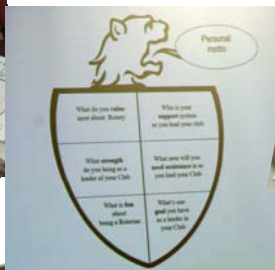 Personal
motto
What do you value
most about Rotary
Who is your
support system
as you lead your club
What strength
do you bring as a
leader of your Club
What area will you
need assistance in as
you lead your Club
What is fun
about
being a Rotarian
What's one
goal you have
as a leader in
your Club